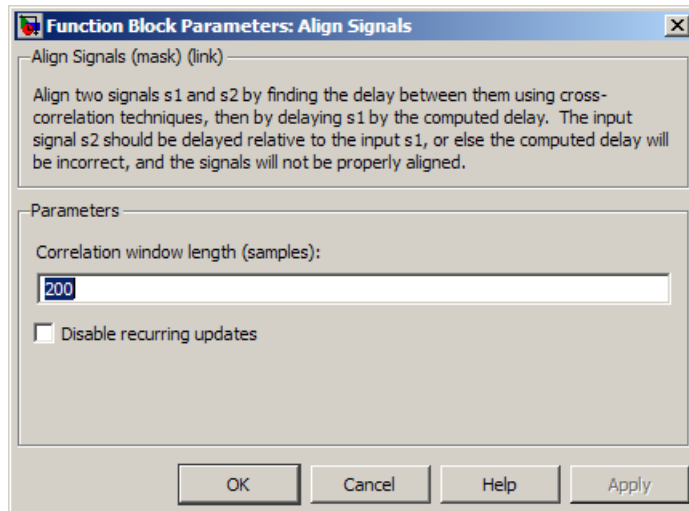 Function Block Parameters: Align Signals
Align Signals (mask) (link)
Align two signals s1 and s2 by finding the delay between them using cross-
correlation techniques, then by delaying s1 by the computed delay. The input
signal s2 should be delayed relative to the input s1, or else the computed delay will
be incorrect, and the signals will not be properly aligned.
Parameters
Correlation window length (samples):
200
Disable recurring updates
OK Cancel Help Apply